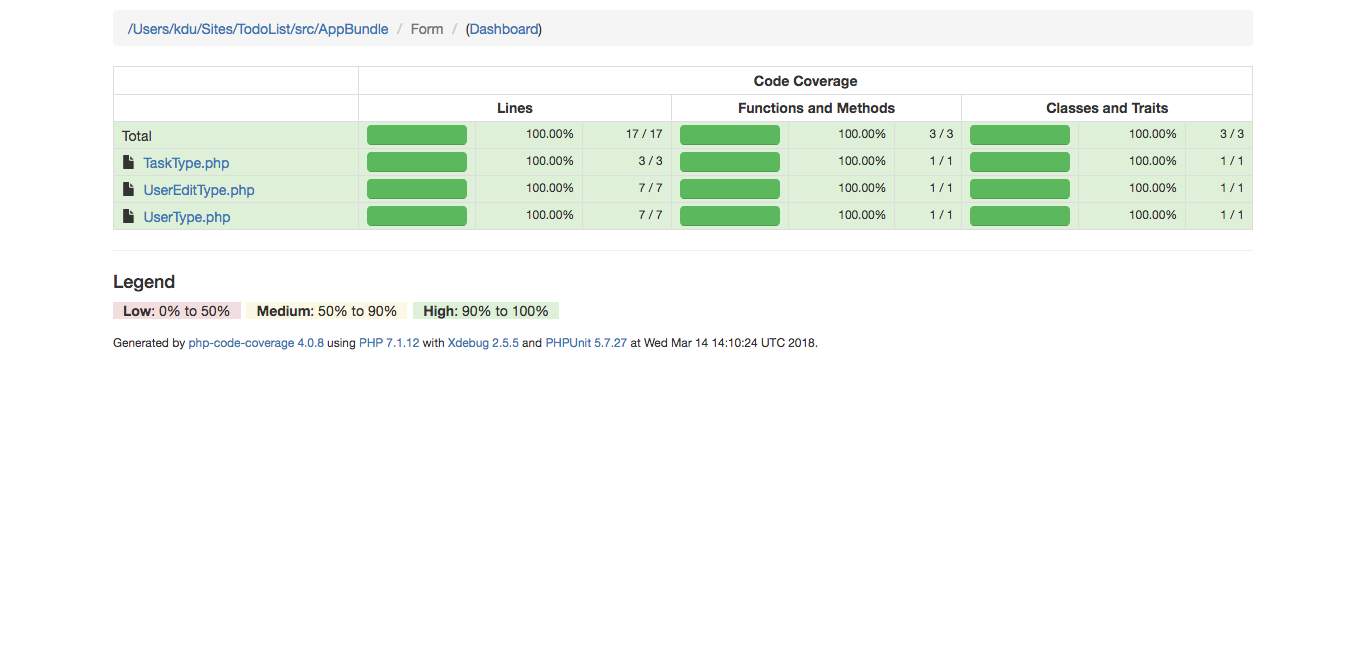 /Users/kdu/Sites/TodoList/src/AppBundle / Form / (Dashboard)
Code Coverage
Lines Functions and Methods Classes and Traits
Total 100.00% 17 / 17 100.00% 3 / 3 100.00% 3 / 3
TaskType.php 100.00% 3 / 3 100.00% 1 / 1 100.00% 1 / 1
UserEditType.php 100.00% 7 / 7 100.00% 1 / 1 100.00% 1 / 1
UserType.php 100.00% 7 / 7 100.00% 1 / 1 100.00% 1 / 1
Legend
Low: 0% to 50% Medium: 50% to 90% High: 90% to 100%
Generated by php-code-coverage 4.0.8 using PHP 7.1.12 with Xdebug 2.5.5 and PHPUnit 5.7.27 at Wed Mar 14 14:10:24 UTC 2018.